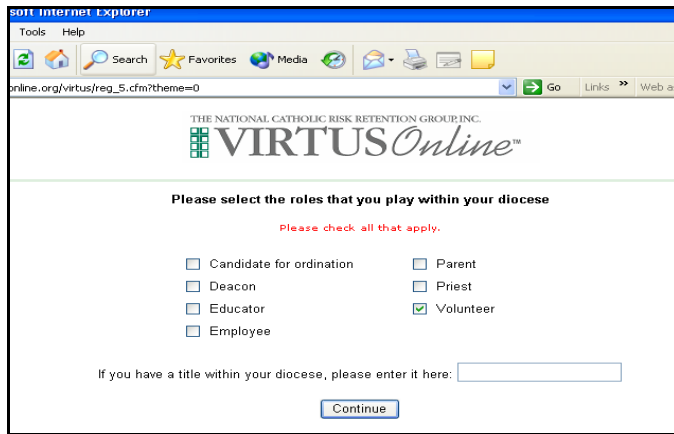 soft Internet Explorer
Tools Help
Search Favorites Media
online.org/virtus/reg_5.cfm?theme=0 Go Links » Web a
THE NATIONAL CATHOLIC RISK RETENTION GROUP, INC.
VIRTUS Online™
Please select the roles that you play within your diocese
Please check all that apply.
Candidate for ordination Parent
Deacon Priest
Educator Volunteer
Employee
If you have a title within your diocese, please enter it here:
Continue